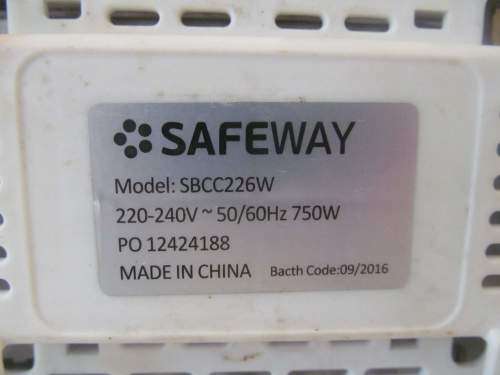 SAFEWAY
Model: SBCC226W
220-240V ~ 50/60Hz 750W
PO 12424188
MADE IN CHINA Bacth Code:09/2016